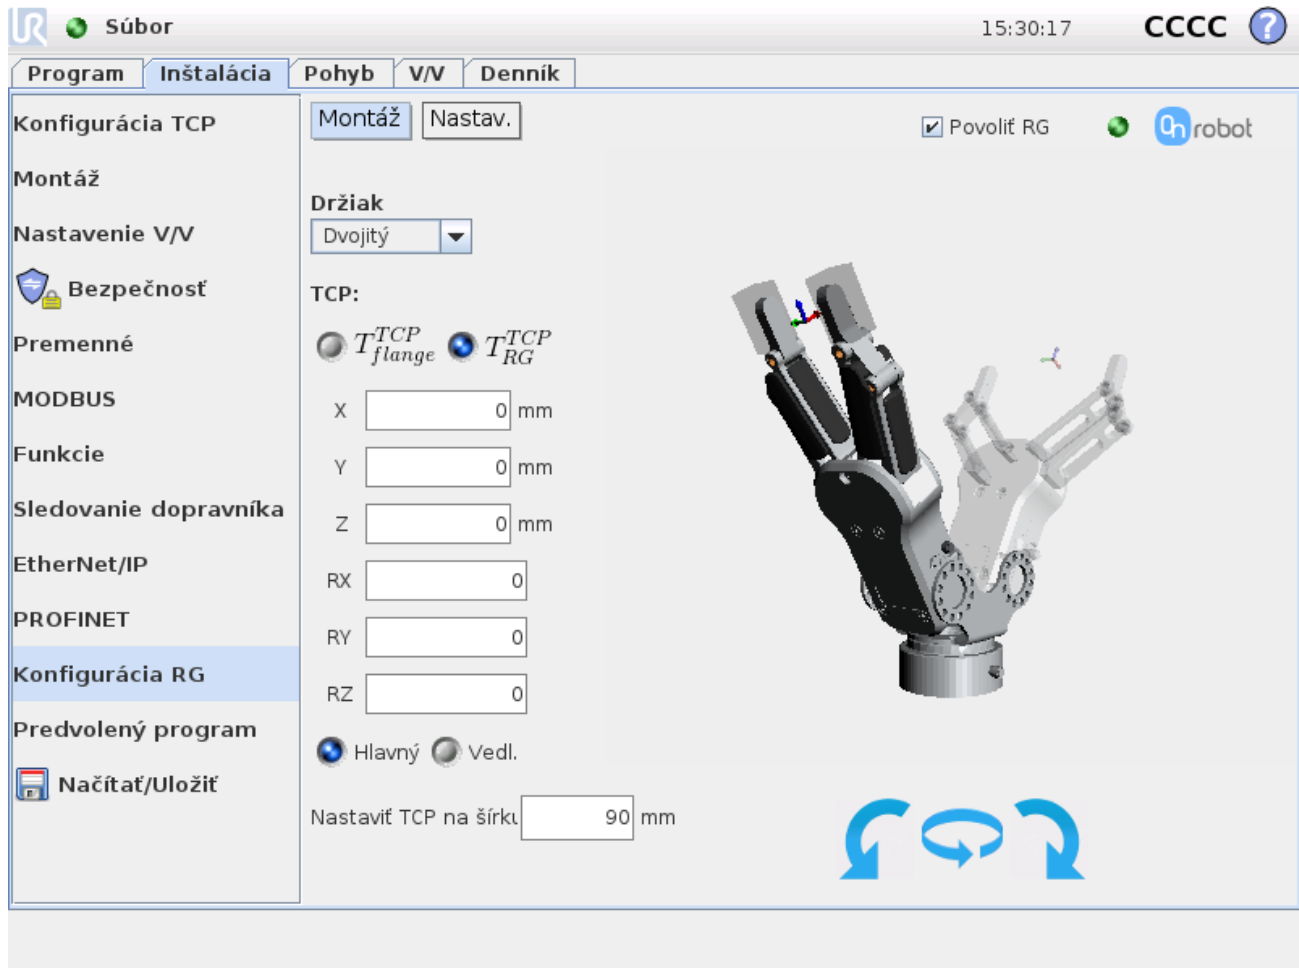 UR Súbor 15:30:17 CCCC ?
Program Inštalácia Pohyb V/V Denník
Konfigurácia TCP
Montáž
Nastavenie V/V
Bezpečnosť
Premenné
MODBUS
Funkcie
Sledovanie dopravníka
EtherNet/IP
PROFINET
Konfigurácia RG
Predvolený program
Načítať/Uložiť
Montáž Nastav.
Povoliť RG
On robot
Držiak
Dvojitý
TCP:
T TCP flange T TCP RG
X 0 mm
Y 0 mm
Z 0 mm
RX 0
RY 0
RZ 0
Hlavný Vedl.
Nastaviť TCP na šírku 90 mm